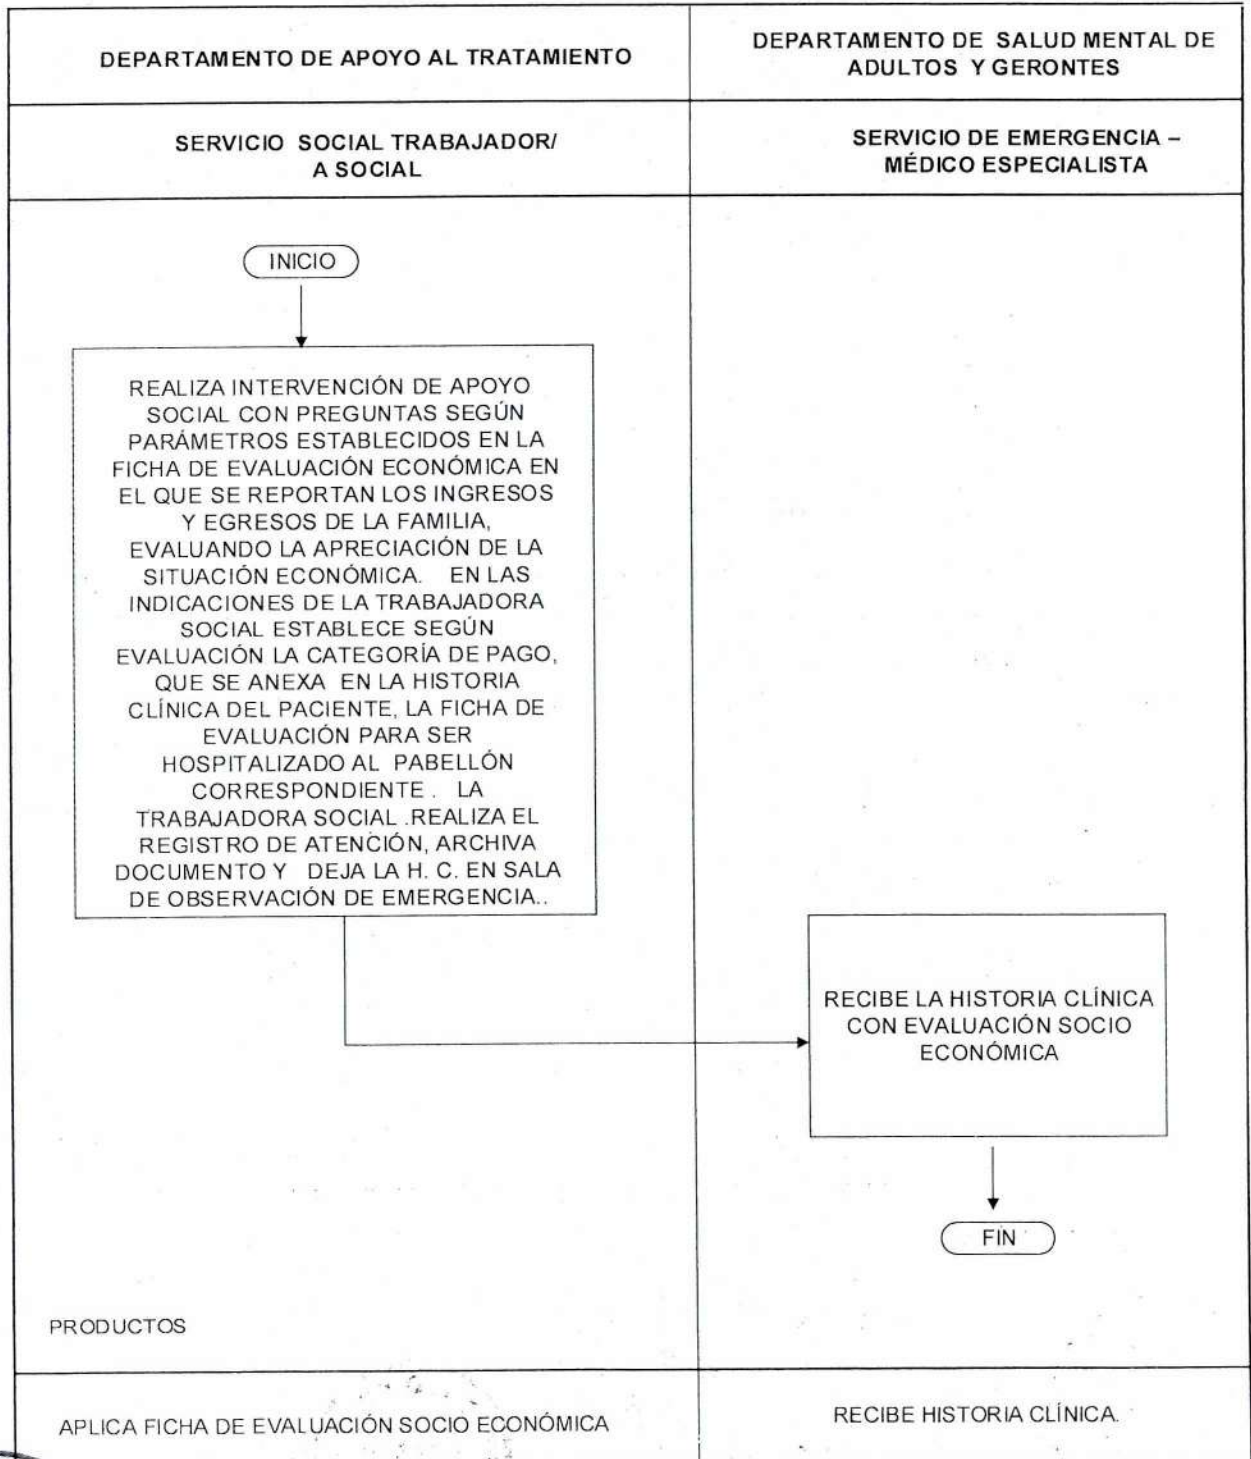 DEPARTAMENTO DE APOYO AL TRATAMIENTO
DEPARTAMENTO DE SALUD MENTAL DE
ADULTOS Y GERONTES
SERVICIO SOCIAL TRABAJADOR/
A SOCIAL
SERVICIO DE EMERGENCIA –
MÉDICO ESPECIALISTA
INICIO
REALIZA INTERVENCIÓN DE APOYO
SOCIAL CON PREGUNTAS SEGÚN
PARÁMETROS ESTABLECIDOS EN LA
FICHA DE EVALUACIÓN ECONÓMICA EN
EL QUE SE REPORTAN LOS INGRESOS
Y EGRESOS DE LA FAMILIA,
EVALUANDO LA APRECIACIÓN DE LA
SITUACIÓN ECONÓMICA. EN LAS
INDICACIONES DE LA TRABAJADORA
SOCIAL ESTABLECE SEGÚN
EVALUACIÓN LA CATEGORÍA DE PAGO,
QUE SE ANEXA EN LA HISTORIA
CLÍNICA DEL PACIENTE, LA FICHA DE
EVALUACIÓN PARA SER
HOSPITALIZADO AL PABELLÓN
CORRESPONDIENTE . LA
TRABAJADORA SOCIAL .REALIZA EL
REGISTRO DE ATENCIÓN, ARCHIVA
DOCUMENTO Y DEJA LA H. C. EN SALA
DE OBSERVACIÓN DE EMERGENCIA..
RECIBE LA HISTORIA CLÍNICA
CON EVALUACIÓN SOCIO
ECONÓMICA
FIN
PRODUCTOS
APLICA FICHA DE EVALUACIÓN SOCIO ECONÓMICA
RECIBE HISTORIA CLÍNICA.